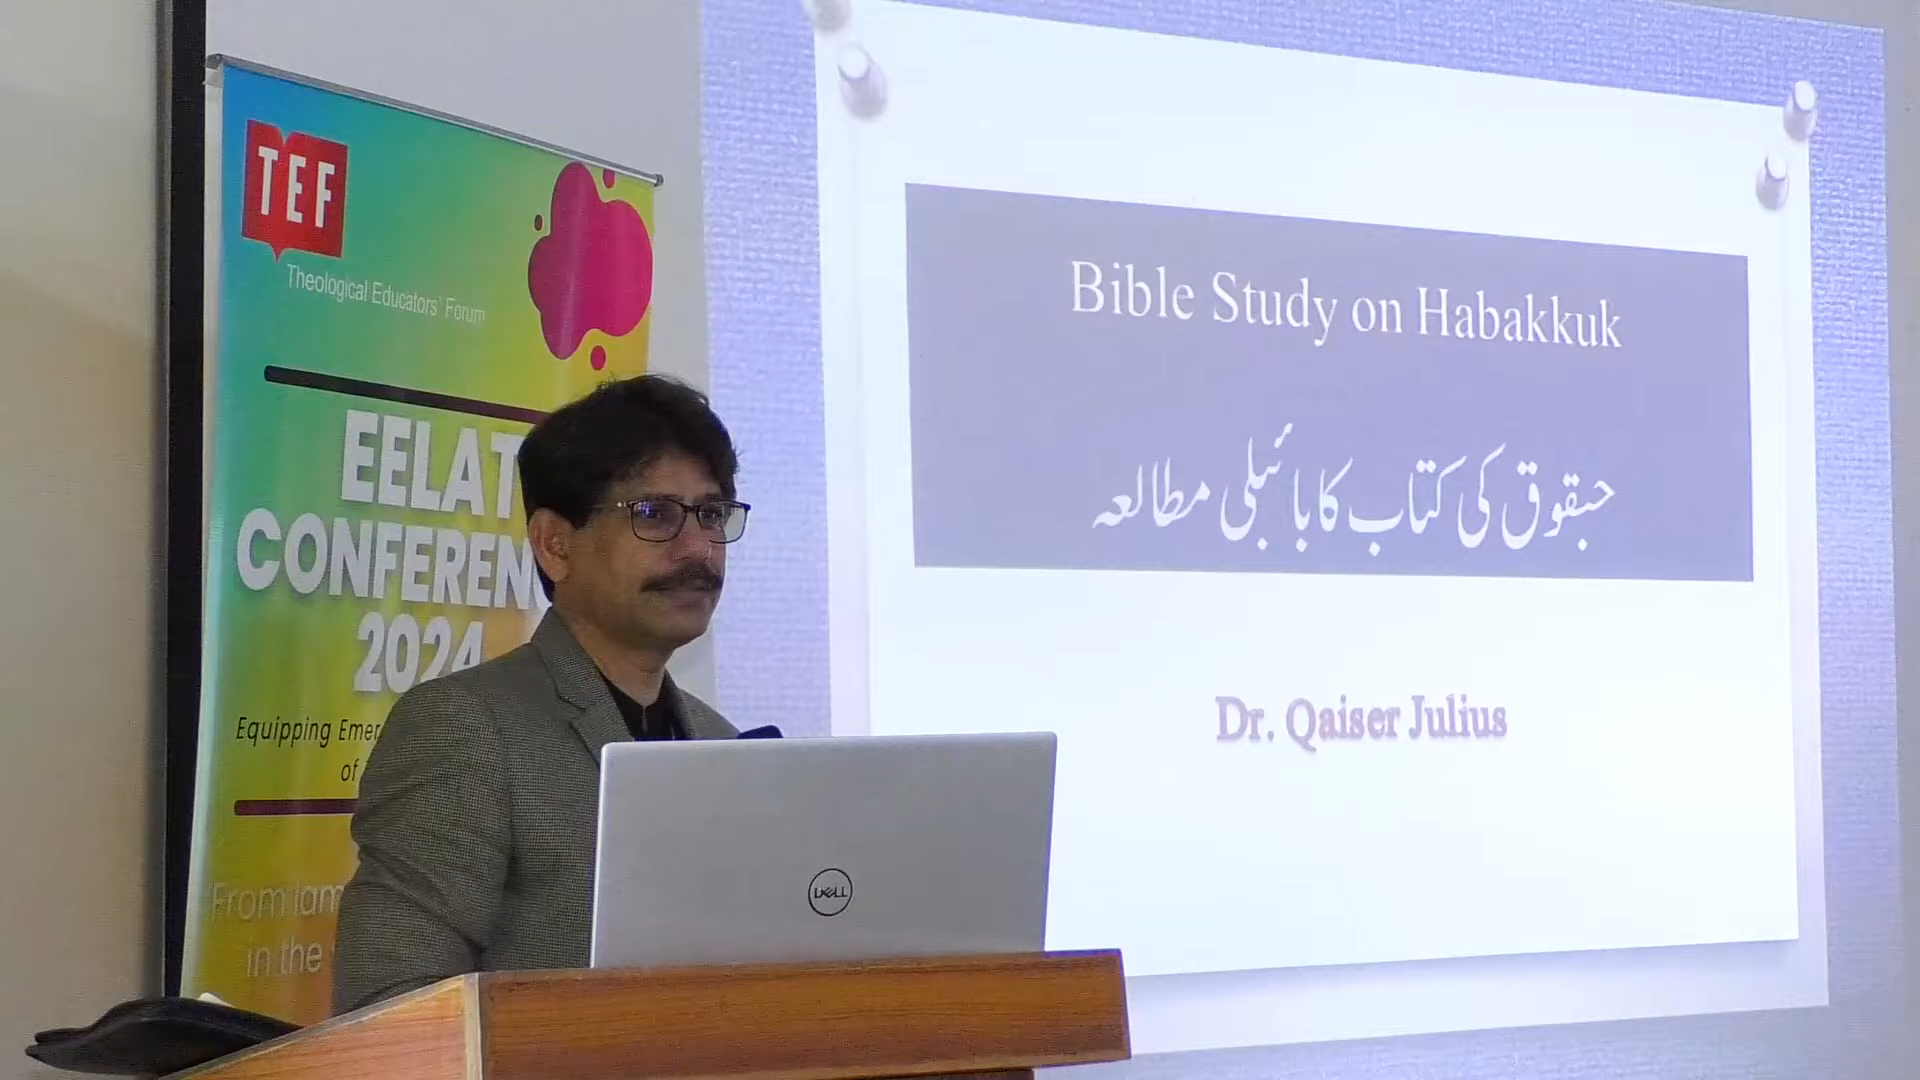 TEF
Theological Educators' Forum
EELAT
CONFEREN
2024
Equipping
of
From
in the
Bible Study on Habakkuk
حبقوق کی کتاب کا بائبلی مطالعہ
Dr. Qaiser Julius
DELL